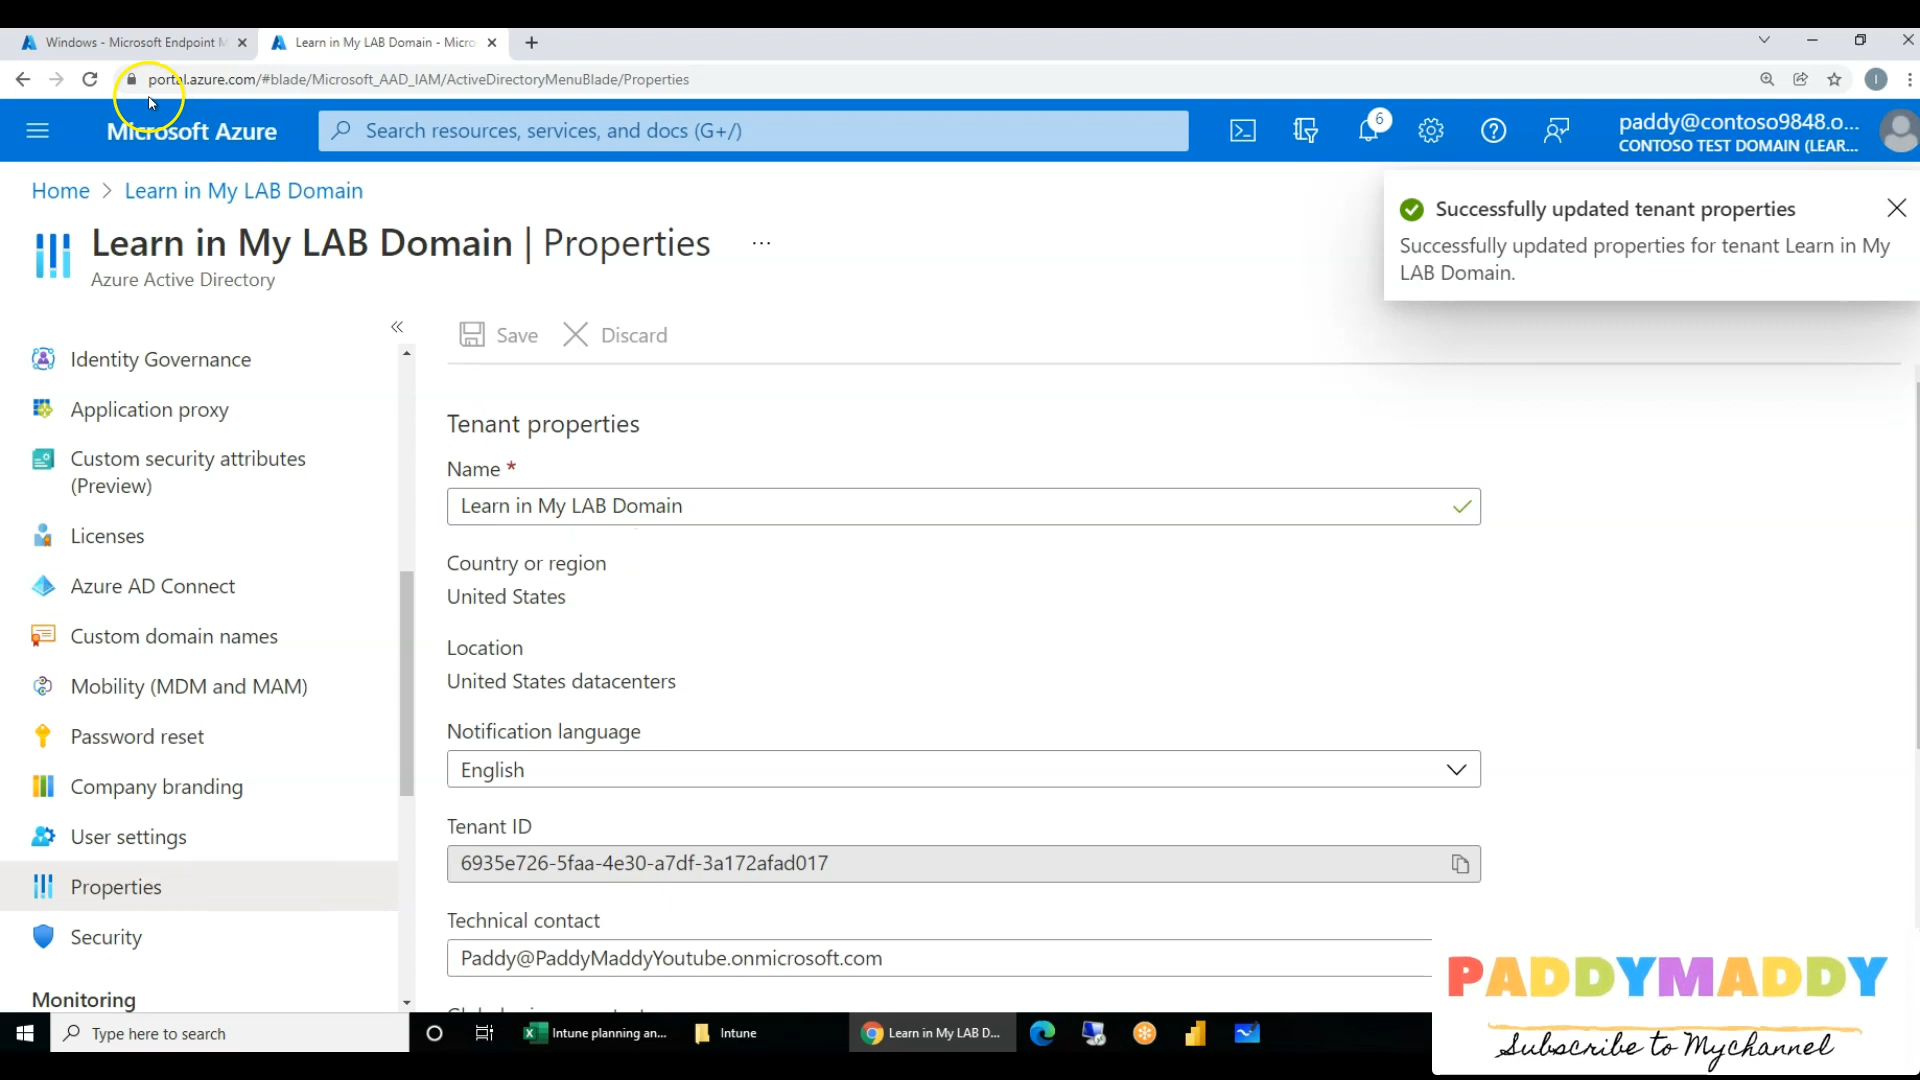 Windows - Microsoft Endpoint M
Learn in My LAB Domain - Micro
portal.azure.com/#blade/Microsoft_AAD_IAM/ActiveDirectoryMenuBlade/Properties
I
Microsoft Azure
Search resources, services, and docs (G+/)
6
paddy@contoso9848.o...
CONTOSO TEST DOMAIN (LEAR...
Home > Learn in My LAB Domain
Learn in My LAB Domain | Properties ...
Azure Active Directory
Successfully updated tenant properties
Successfully updated properties for tenant Learn in My
LAB Domain.
Identity Governance
Application proxy
Custom security attributes
(Preview)
Licenses
Azure AD Connect
Custom domain names
Mobility (MDM and MAM)
Password reset
Company branding
User settings
Properties
Security
Monitoring
Save Discard
Tenant properties
Name *
Learn in My LAB Domain
Country or region
United States
Location
United States datacenters
Notification language
English
Tenant ID
6935e726-5faa-4e30-a7df-3a172afad017
Technical contact
Paddy@PaddyMaddyYoutube.onmicrosoft.com
Type here to search
Intune planning an...
Intune
Learn in My LAB D...
PADDYMADDY
Subscribe to Mychannel